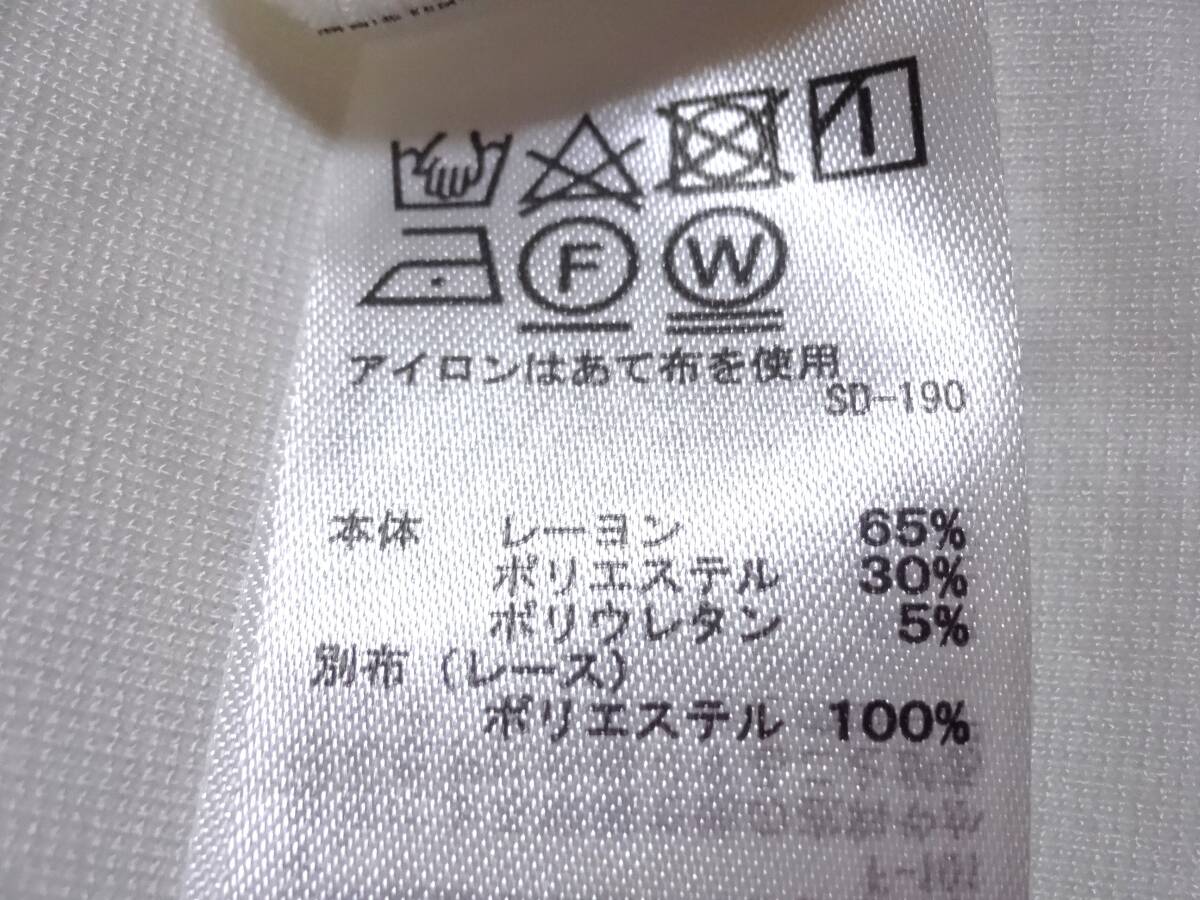 F W
アイロンはあて布を使用
SD-190
本体 レーヨン 65%
ポリエステル 30%
ポリウレタン 5%
別布(レース)
ポリエステル 100%